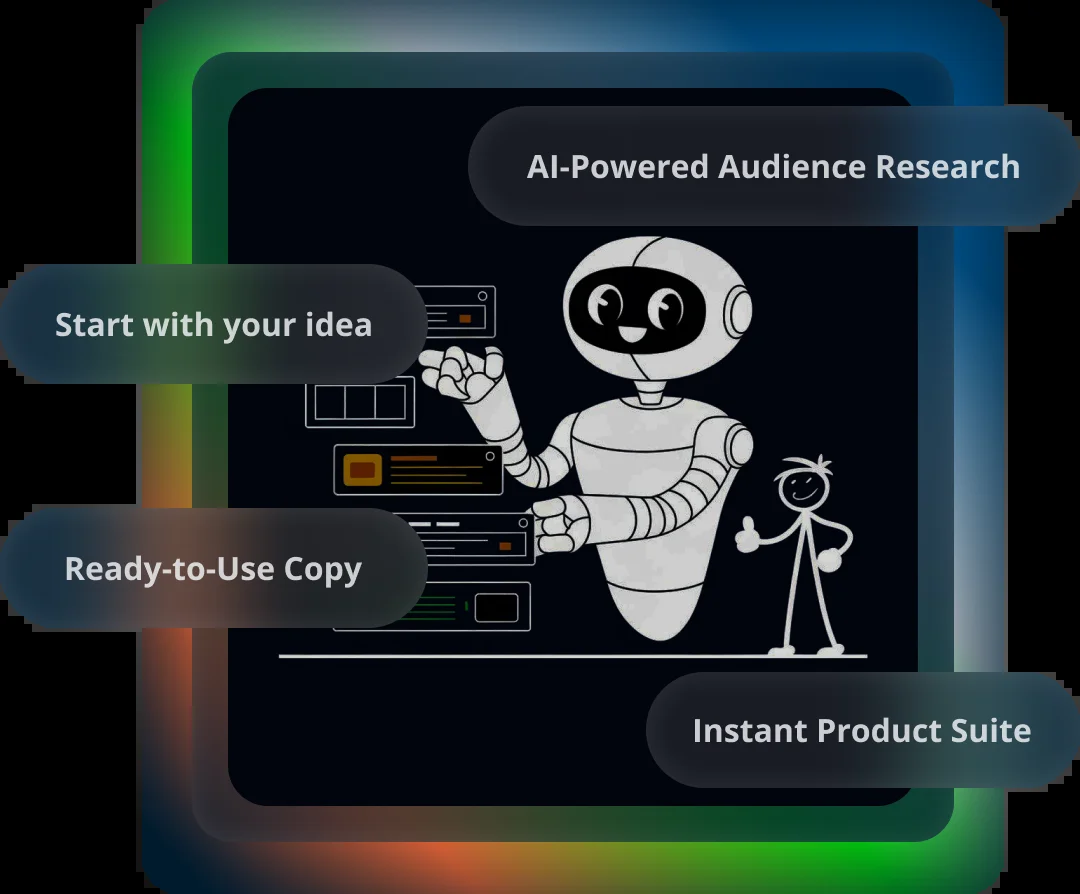 AI-Powered Audience Research
Start with your idea
Ready-to-Use Copy
Instant Product Suite